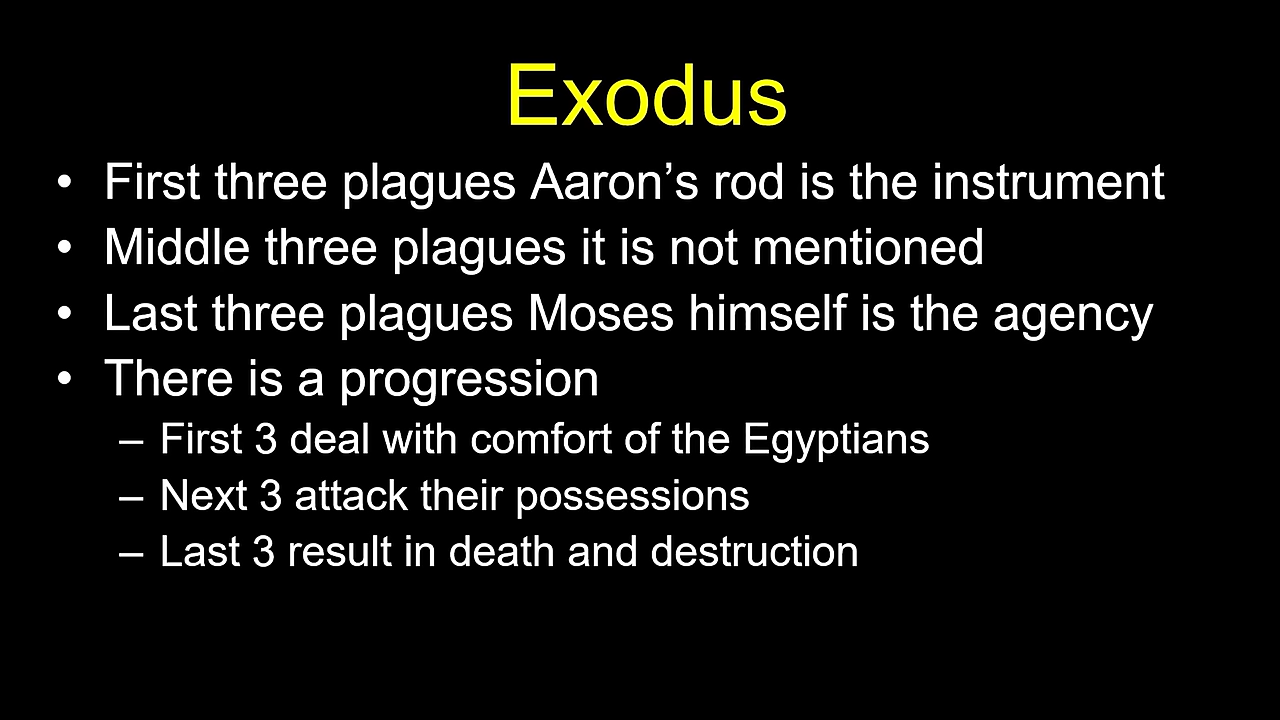 Exodus
• First three plagues Aaron’s rod is the instrument
• Middle three plagues it is not mentioned
• Last three plagues Moses himself is the agency
• There is a progression
– First 3 deal with comfort of the Egyptians
– Next 3 attack their possessions
– Last 3 result in death and destruction